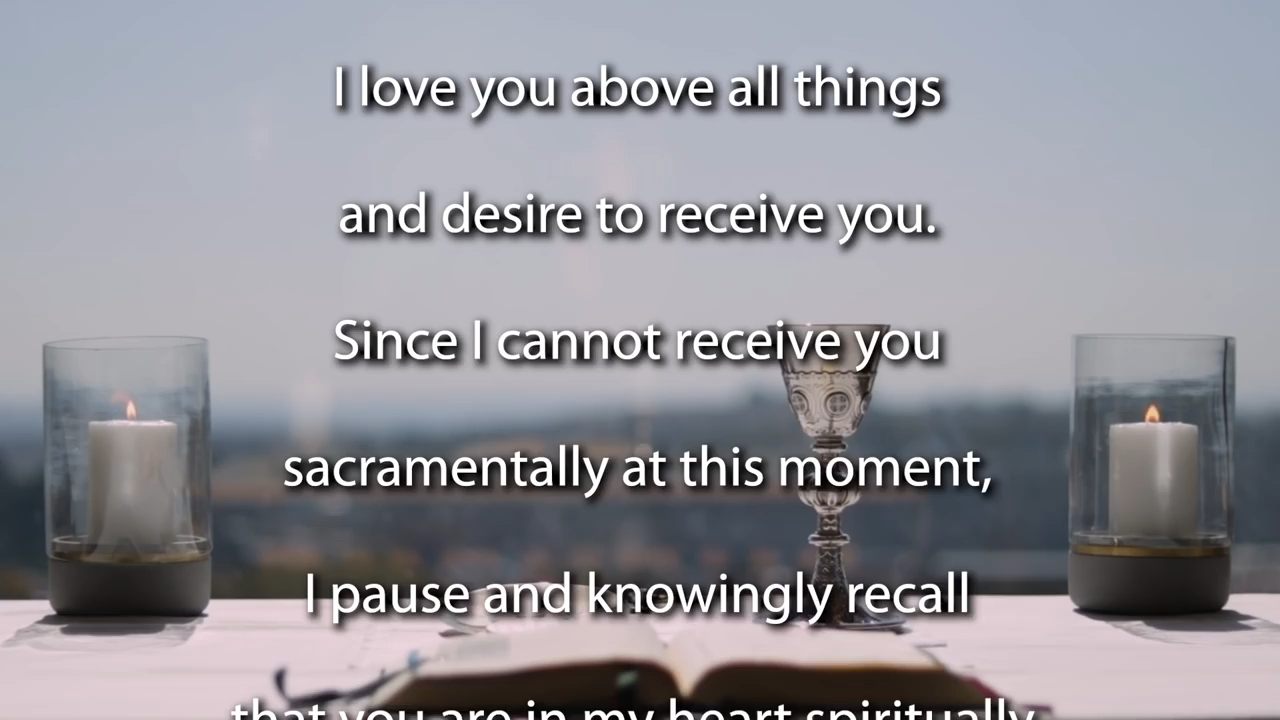 I love you above all things
and desire to receive you.
Since I cannot receive you
sacramentally at this moment,
I pause and knowingly recall
that you are in my heart spiritually